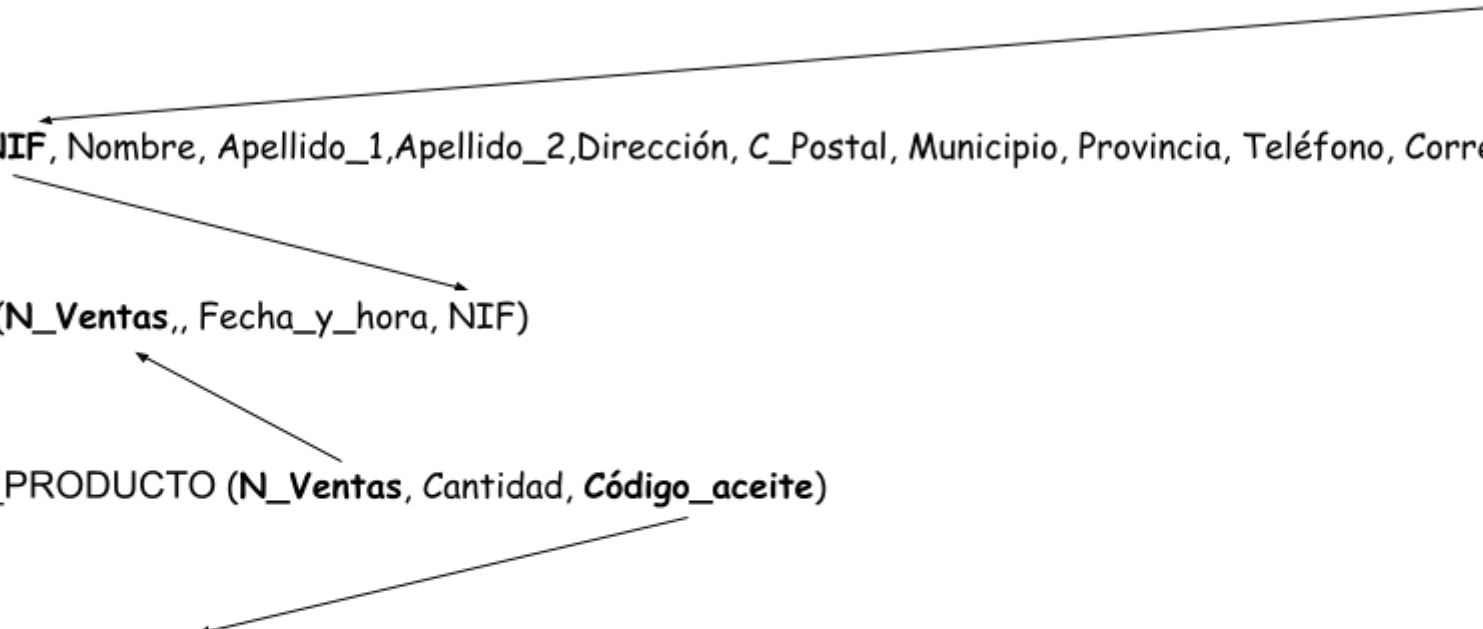 NIF, Nombre, Apellido_1,Apellido_2,Dirección, C_Postal, Municipio, Provincia, Teléfono, Corre
(N_Ventas,, Fecha_y_hora, NIF)
_PRODUCTO (N_Ventas, Cantidad, Código_aceite)